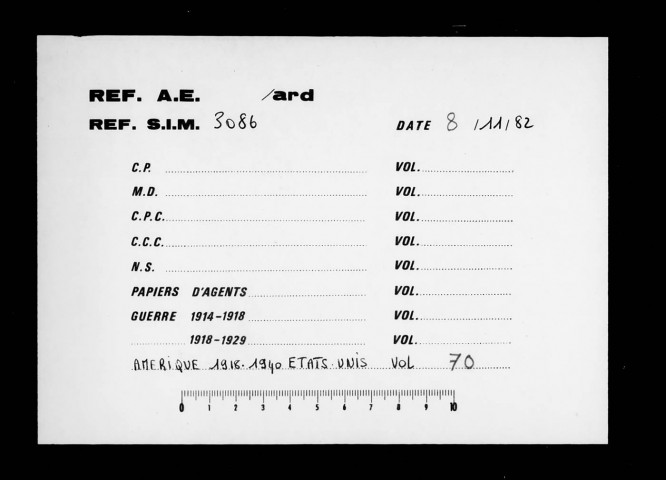 REF. A.E. /ard
REF. S.I.M. 3086 DATE 8 /11/82
C.P. VOL.
M.D. VOL.
C.P.C. VOL.
C.C.C. VOL.
N.S. VOL.
PAPIERS D'AGENTS VOL.
GUERRE 1914-1918 VOL.
1918-1929 VOL.
AMERIQUE 1918-1940 ETATS-UNIS VOL 70
0 1 2 3 4 5 6 7 8 9 10